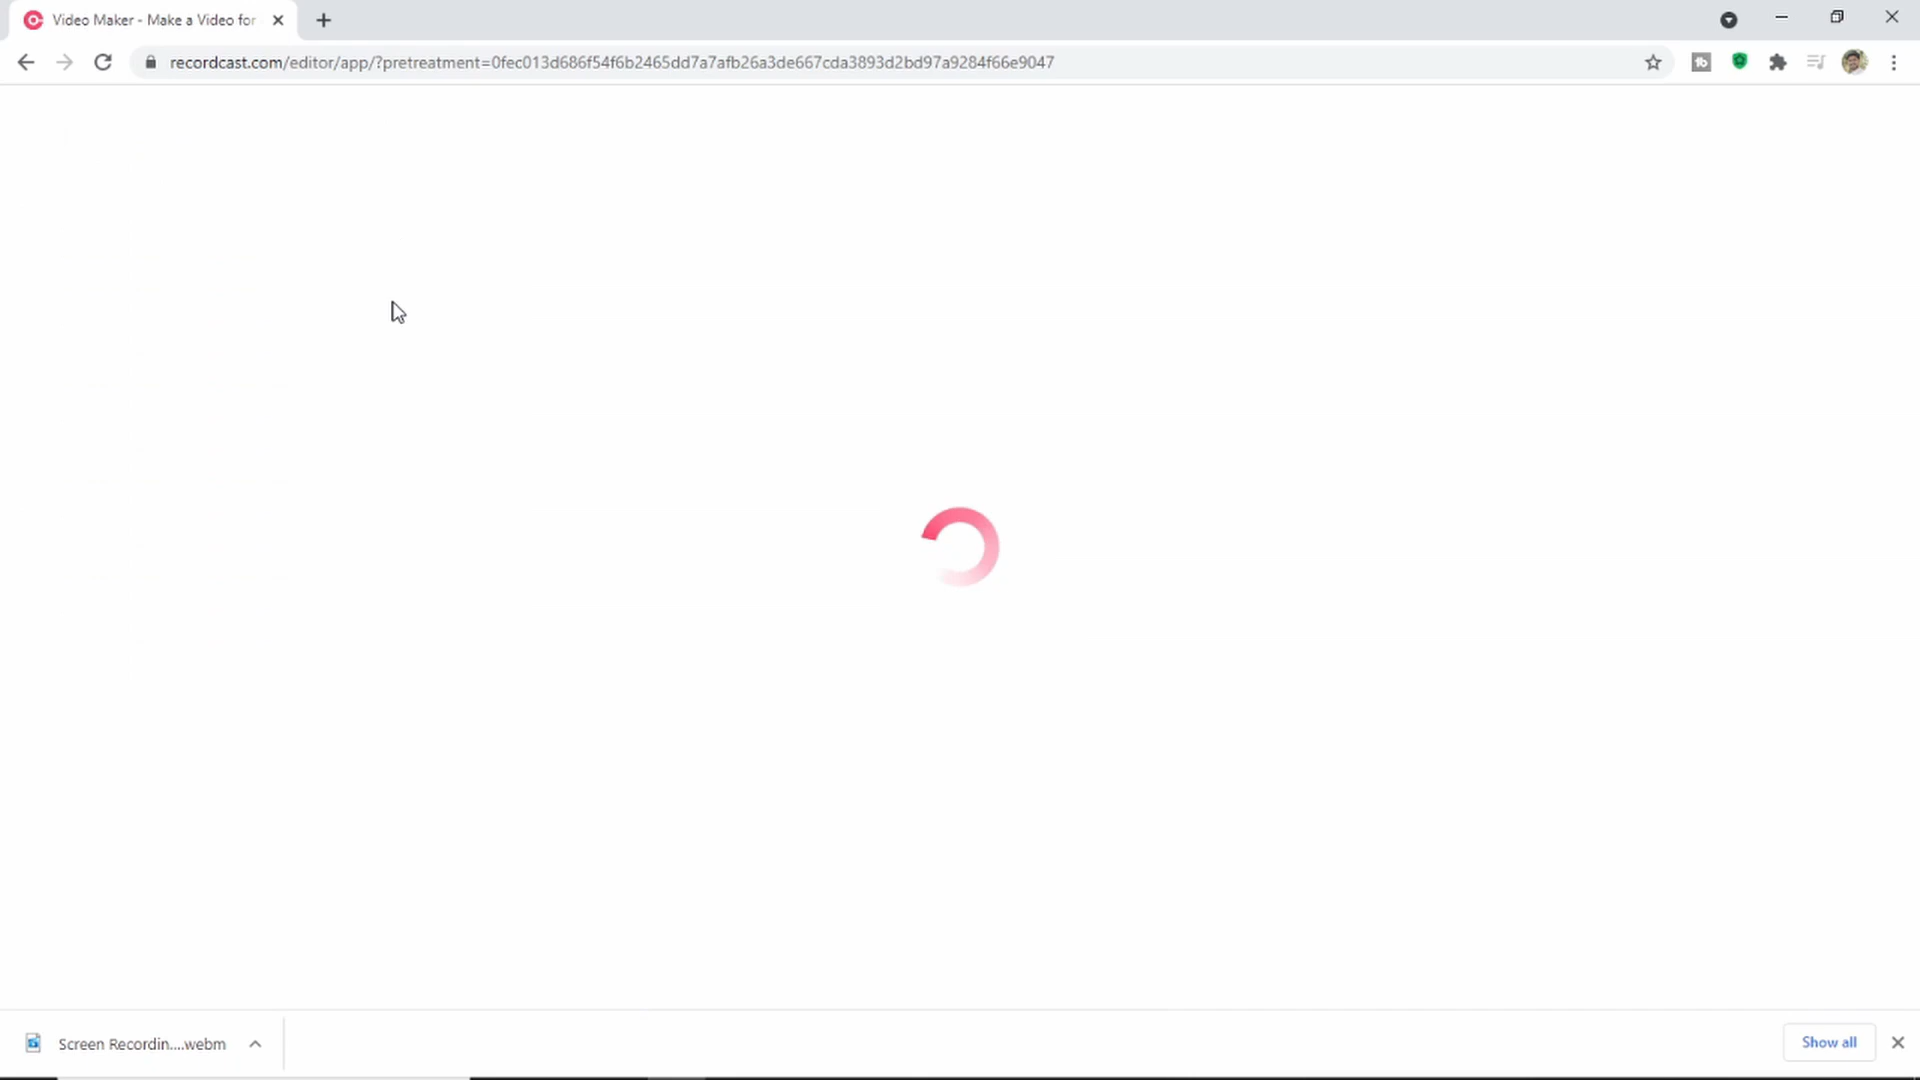 Video Maker - Make a Video for
recordcast.com/editor/app/?pretreatment=0fec013d686f54f6b2465dd7a7afb26a3de667cda3893d2bd97a9284f66e9047
Screen Recordin....webm
Show all